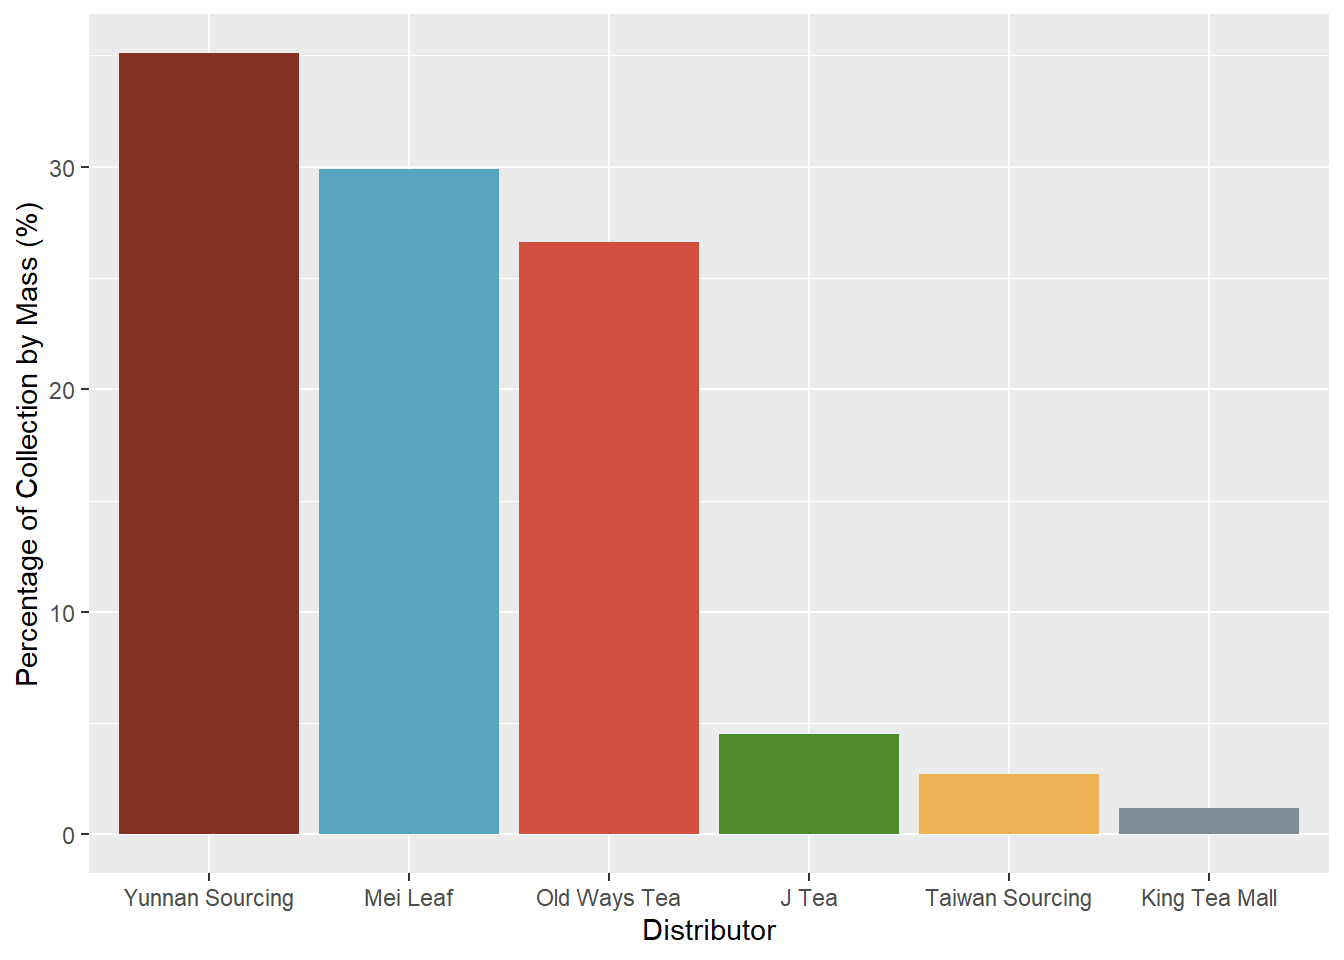 Percentage of Collection by Mass (%)
30
20
10
0
Yunnan Sourcing
Mei Leaf
Old Ways Tea
J Tea
Taiwan Sourcing
King Tea Mall
Distributor